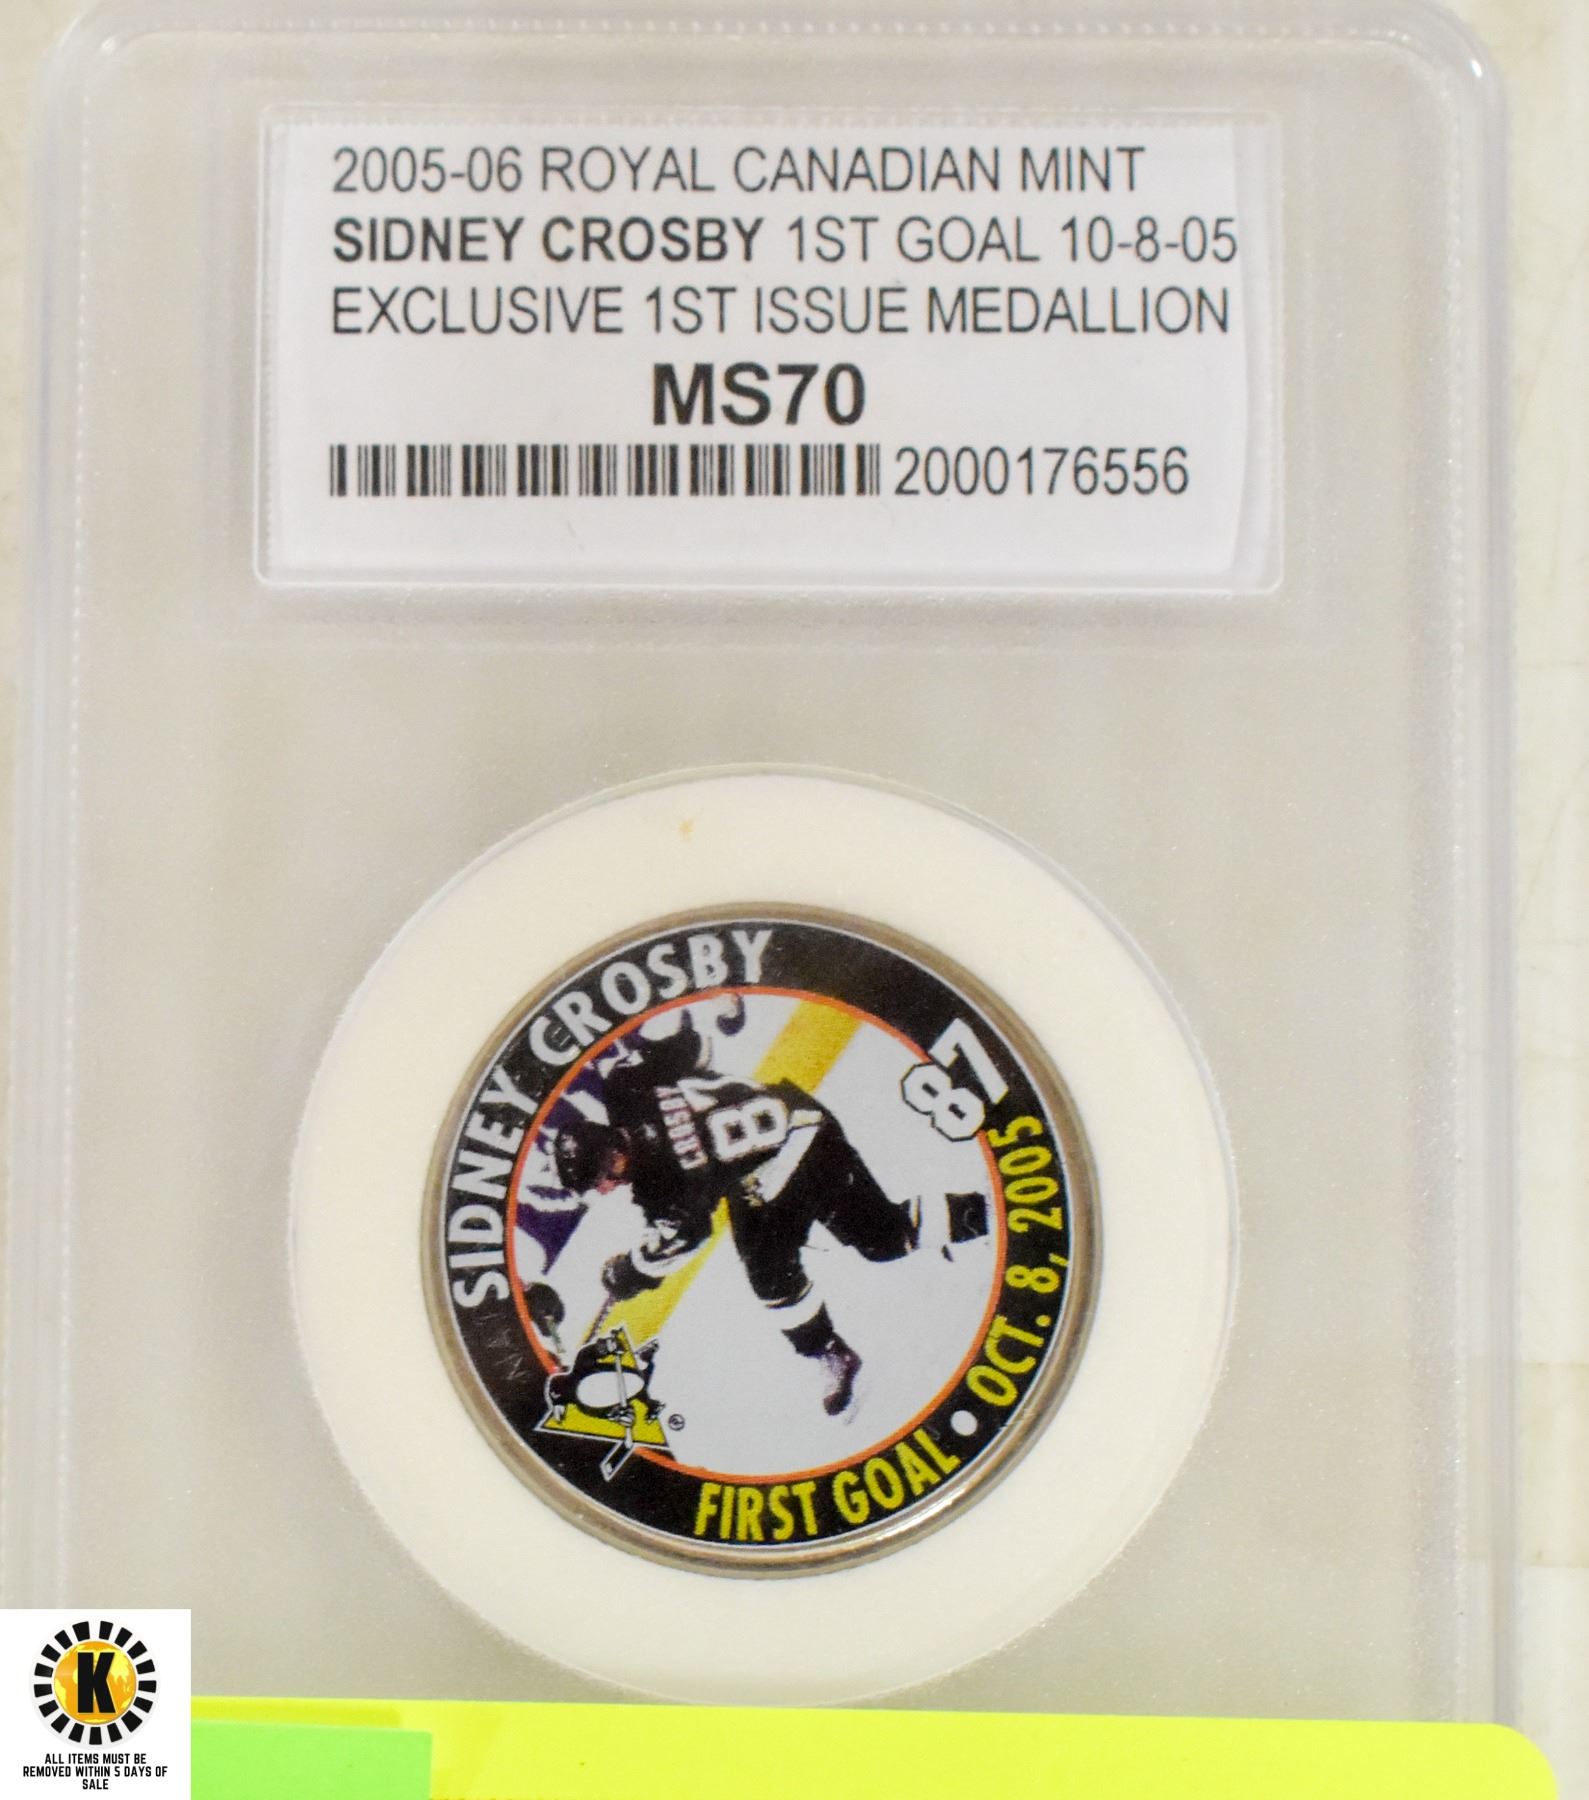 2005-06 ROYAL CANADIAN MINT
SIDNEY CROSBY 1ST GOAL 10-8-05
EXCLUSIVE 1ST ISSUE MEDALLION
MS70
2000176556
SIDNEY CROSBY
87
CROSBY
87
FIRST GOAL • OCT. 8, 2005
®
K
ALL ITEMS MUST BE
REMOVED WITHIN 5 DAYS OF
SALE